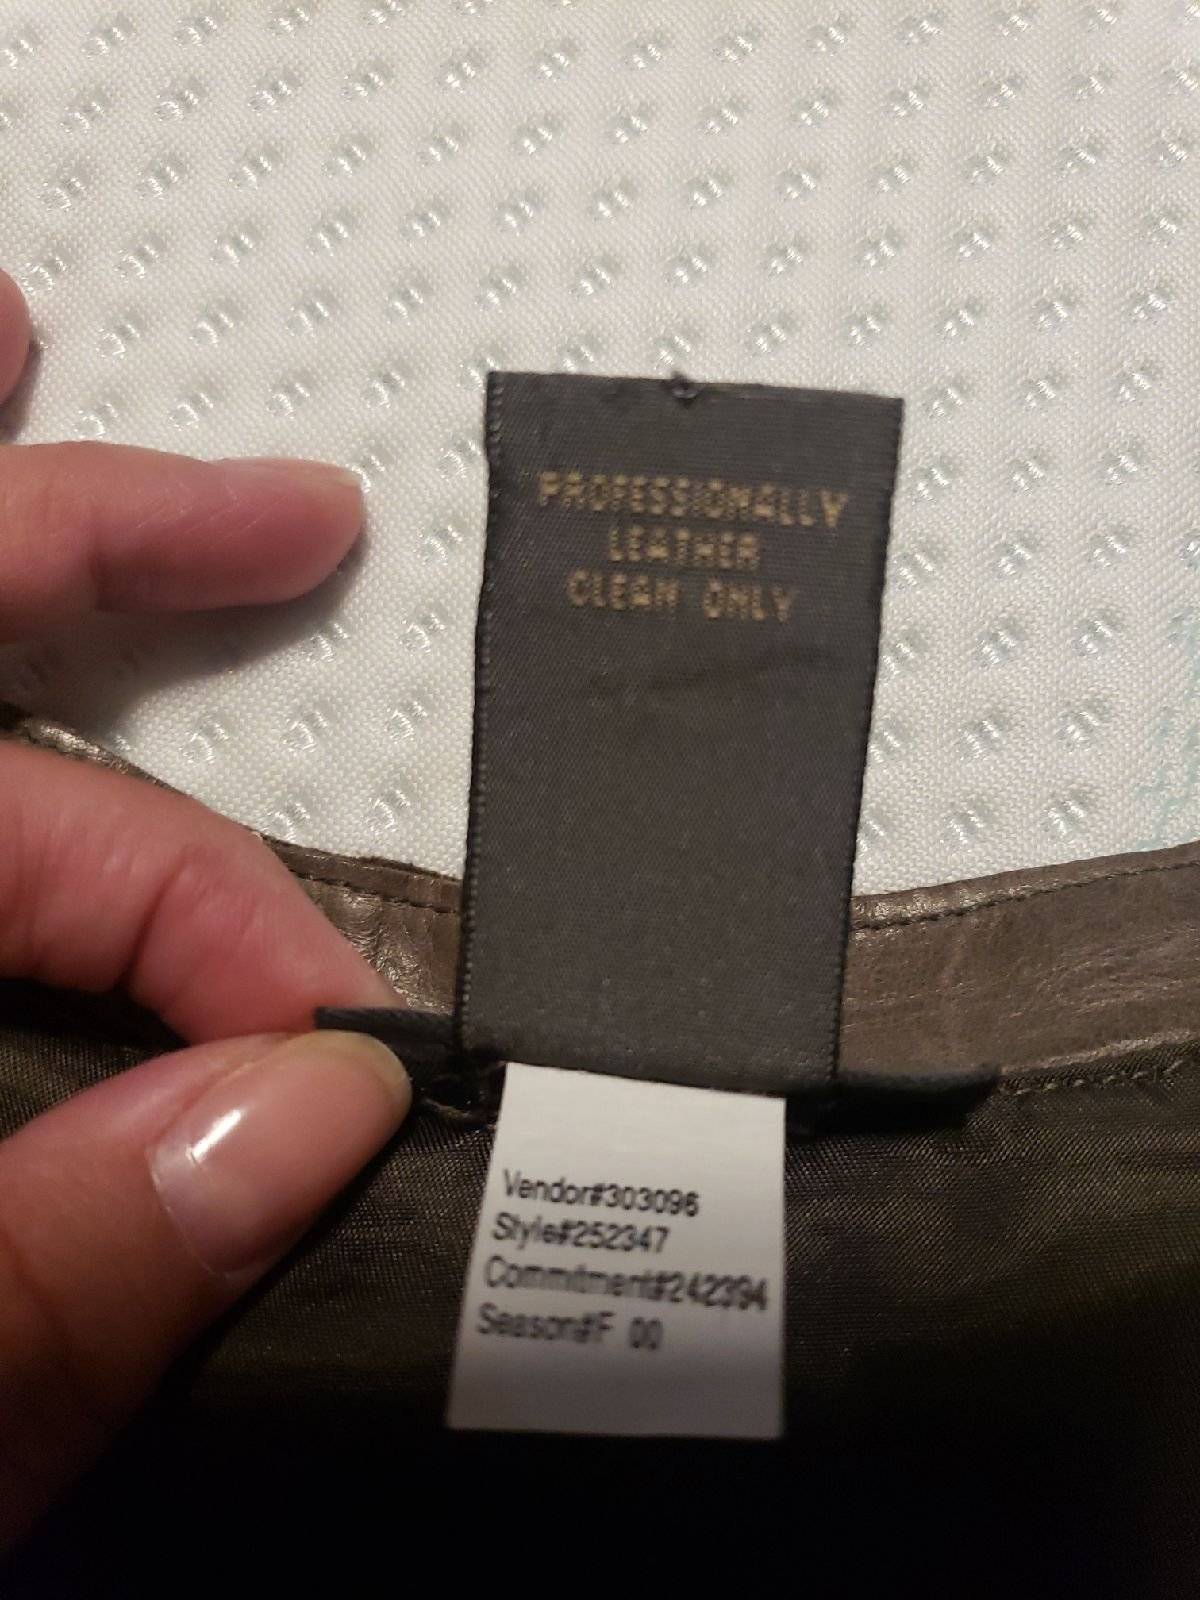 PROFESSIONALLY
LEATHER
CLEAN ONLY
Vendor#303096
Style#252347
Commitment#242394
Season#F 00